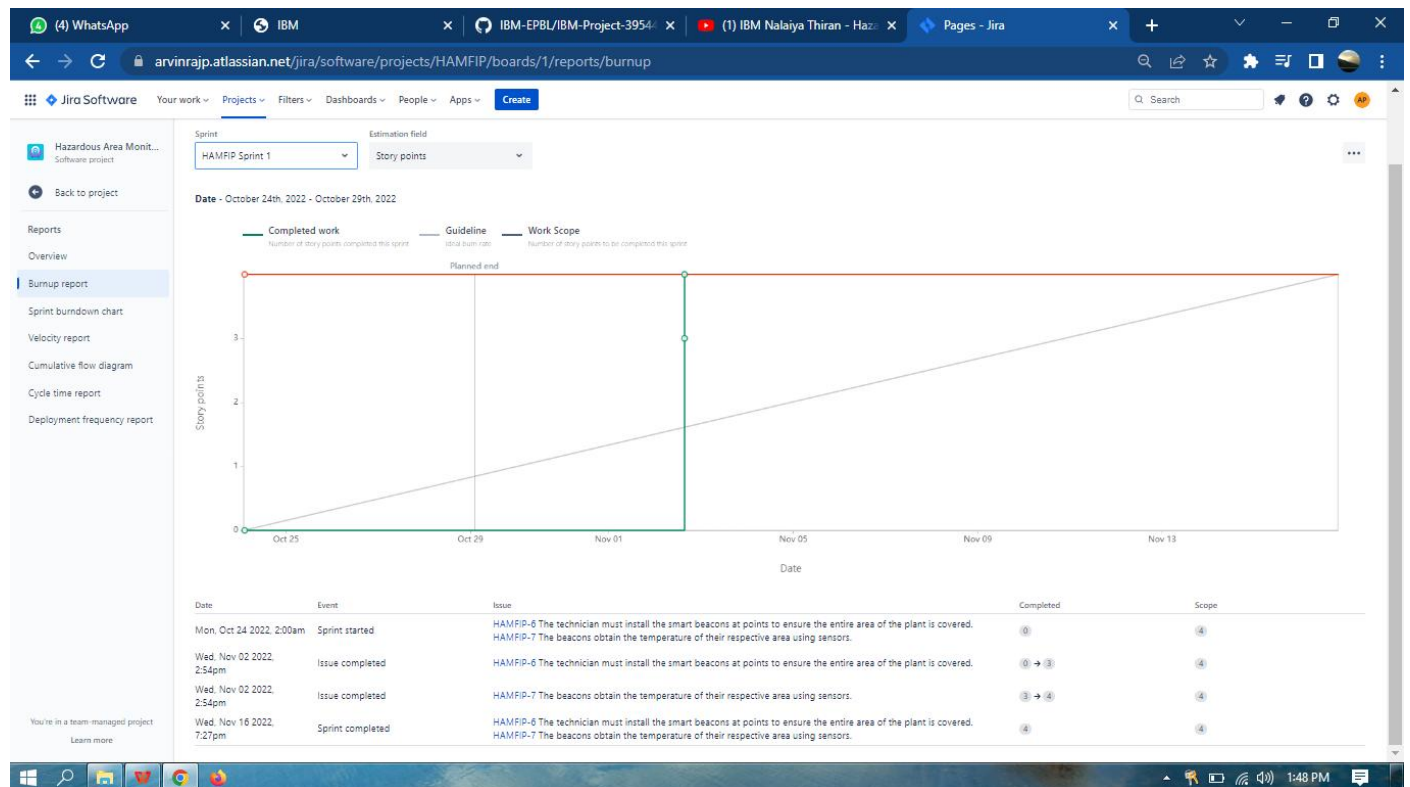 (4) WhatsApp
IBM
IBM-EPBL/IBM-Project-39544
(1) IBM Nalaiya Thiran - Haza
Pages - Jira
arvinrajp.atlassian.net/jira/software/projects/HAMFIP/boards/1/reports/burnup
Jira Software Your work Projects Filters Dashboards People Apps Create
Search
AP
Hazardous Area Monit...
Software project
Back to project
Reports
Overview
Burnup report
Sprint burndown chart
Velocity report
Cumulative flow diagram
Cycle time report
Deployment frequency report
You're in a team-managed project
Learn more
Sprint Estimation field
HAMFIP Sprint 1 Story points
Date - October 24th, 2022 - October 29th, 2022
Completed work Guideline Work Scope
Number of story points completed this sprint Ideal burn rate Number of story points to be completed this sprint
Planned end
3
2
1
0
Story points
Oct 25 Oct 29 Nov 01 Nov 05 Nov 09 Nov 13
Date
Date Event Issue Completed Scope
Mon, Oct 24 2022, 2:00am Sprint started HAMFIP-6 The technician must install the smart beacons at points to ensure the entire area of the plant is covered. 0 4
HAMFIP-7 The beacons obtain the temperature of their respective area using sensors.
Wed, Nov 02 2022,
2:54pm Issue completed HAMFIP-6 The technician must install the smart beacons at points to ensure the entire area of the plant is covered. 0 → 3 4
Wed, Nov 02 2022,
2:54pm Issue completed HAMFIP-7 The beacons obtain the temperature of their respective area using sensors. 3 → 4 4
Wed, Nov 16 2022,
7:27pm Sprint completed HAMFIP-6 The technician must install the smart beacons at points to ensure the entire area of the plant is covered. 4 4
HAMFIP-7 The beacons obtain the temperature of their respective area using sensors.
1:48 PM